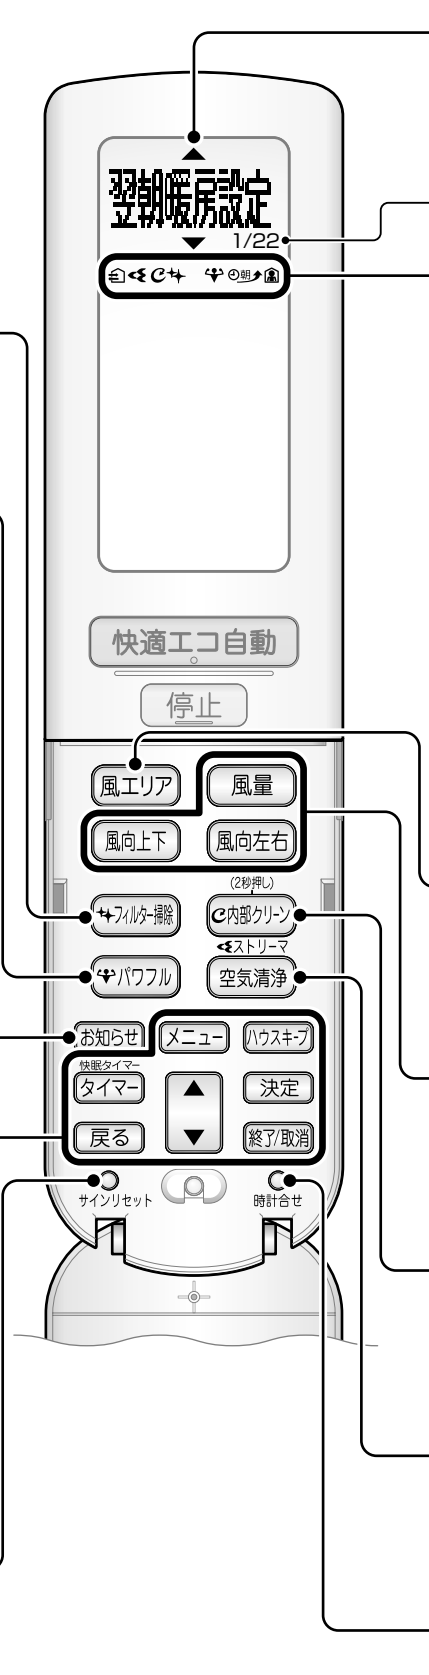 ▲
翌朝暖房設定
▼ 1/22
朝
快適エコ自動
停止
風エリア 風量
風向上下 風向左右
(2秒押し)
フィルター掃除 内部クリーン
ストリーマ
パワフル 空気清浄
お知らせ メニュー ハウスキープ
快眠タイマー
タイマー ▲ 決定
戻る ▼ 終了/取消
サインリセット 時計合せ